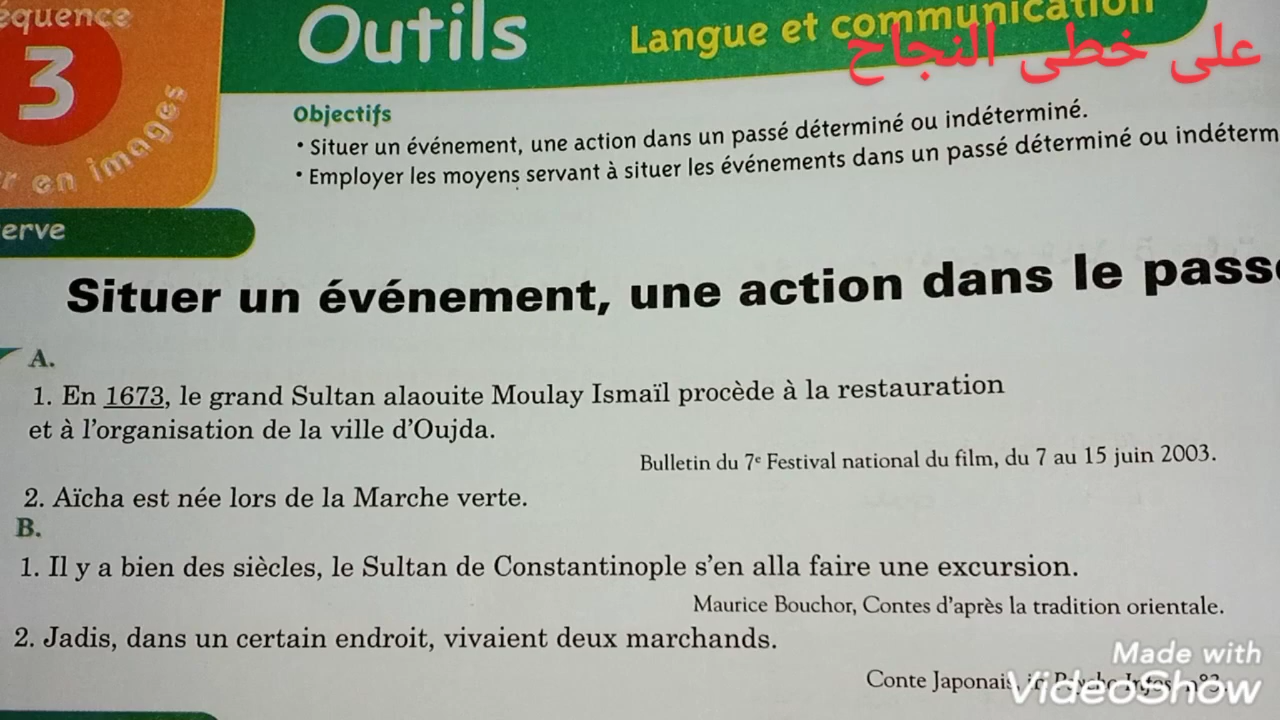 équence
3
en images
Outils
Langue et communication
على خطى النجاح
Objectifs
• Situer un événement, une action dans un passé déterminé ou indéterminé.
• Employer les moyens servant à situer les événements dans un passé déterminé ou indéterm
erve
Situer un événement, une action dans le passé
A.
1. En 1673, le grand Sultan alaouite Moulay Ismaïl procède à la restauration
et à l'organisation de la ville d'Oujda.
Bulletin du 7e Festival national du film, du 7 au 15 juin 2003.
2. Aïcha est née lors de la Marche verte.
B.
1. Il y a bien des siècles, le Sultan de Constantinople s'en alla faire une excursion.
Maurice Bouchor, Contes d'après la tradition orientale.
2. Jadis, dans un certain endroit, vivaient deux marchands.
Conte Japonais,
Made with
VideoShow